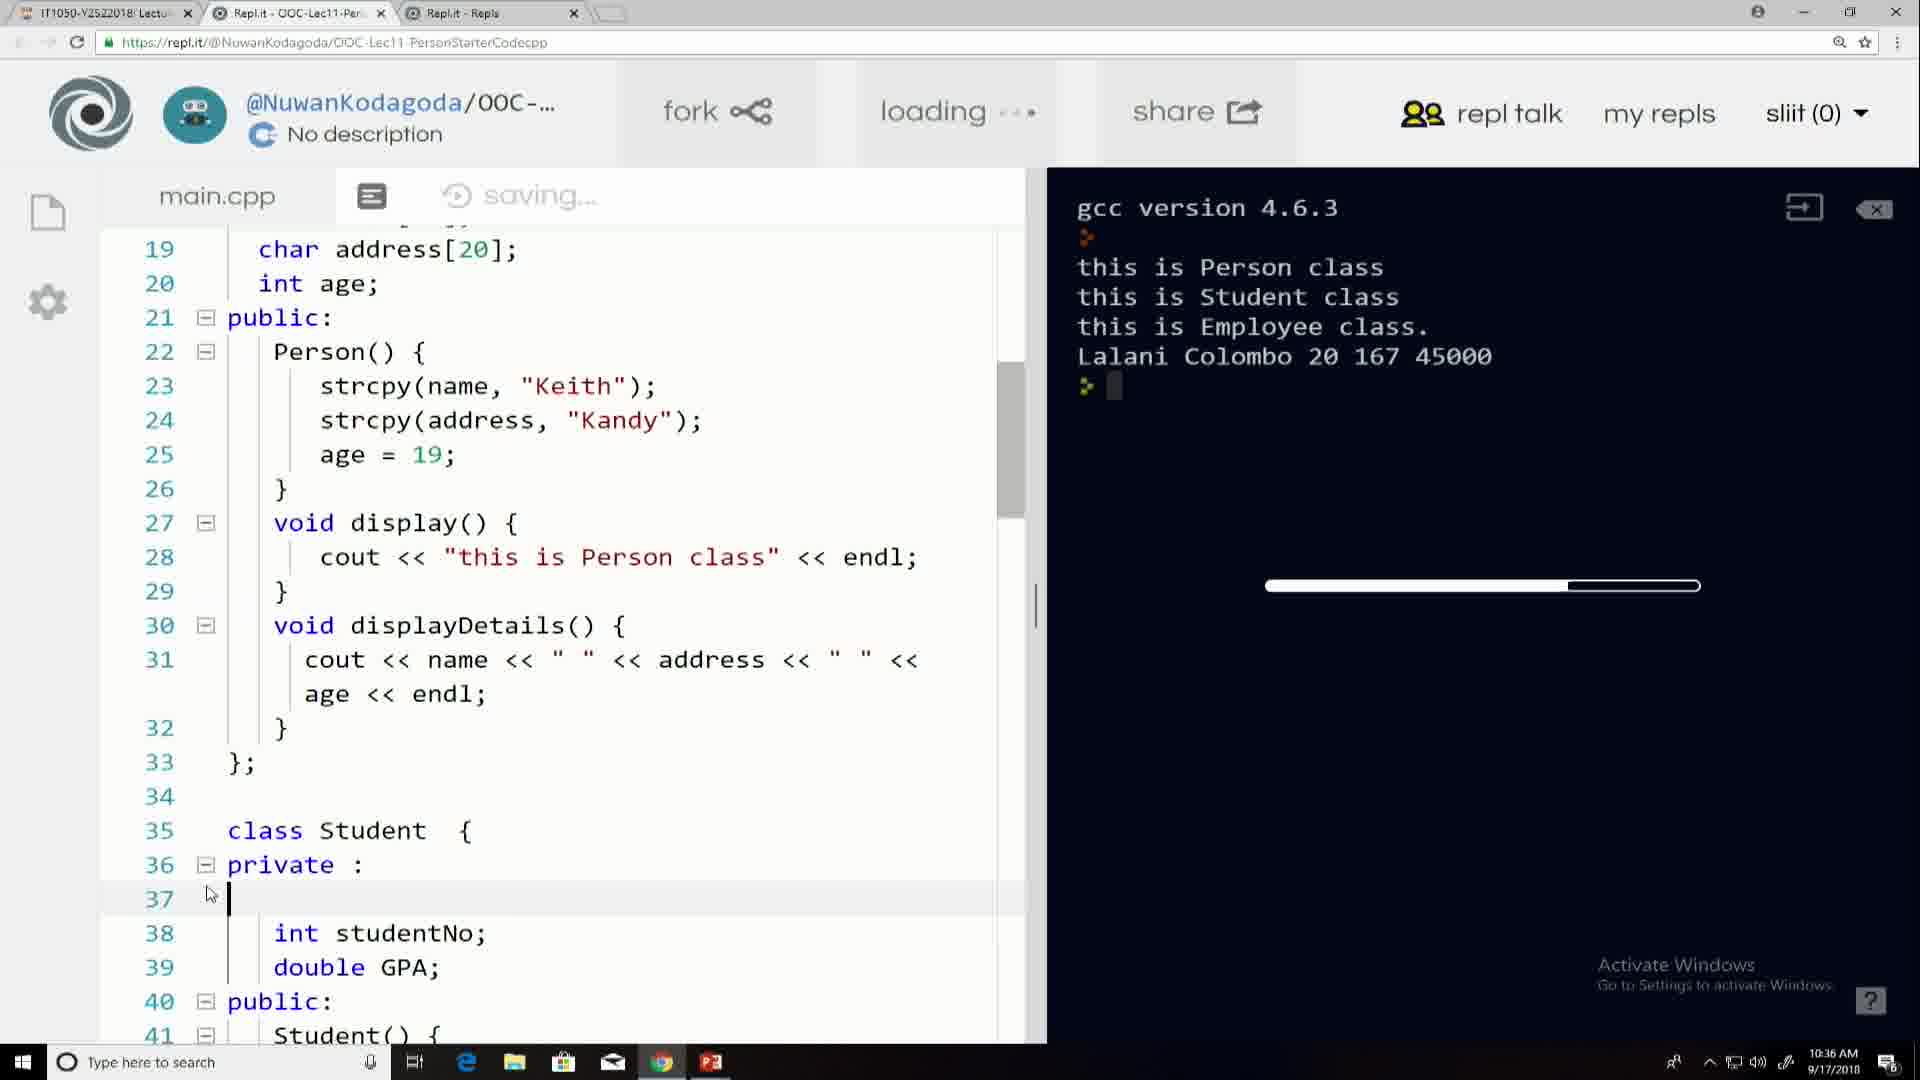 IT1050-Y2S22018: Lectu
Repl.it - OOC-Lec11-Per
Repl.it - Repls
https://repl.it/@NuwanKodagoda/OOC-Lec11-PersonStarterCodecpp
@NuwanKodagoda/OOC-...
No description
fork
loading
share
repl talk
my repls
sliit (0)
main.cpp
saving...
19 char address[20];
20 int age;
21 public:
22 Person() {
23 strcpy(name, "Keith");
24 strcpy(address, "Kandy");
25 age = 19;
26 }
27 void display() {
28 cout << "this is Person class" << endl;
29 }
30 void displayDetails() {
31 cout << name << " " << address << " " <<
age << endl;
32 }
33 };
34
35 class Student {
36 private :
37
38 int studentNo;
39 double GPA;
40 public:
41 Student() {
gcc version 4.6.3
this is Person class
this is Student class
this is Employee class.
Lalani Colombo 20 167 45000
Activate Windows
Go to Settings to activate Windows.
?
Type here to search
10:36 AM
9/17/2018